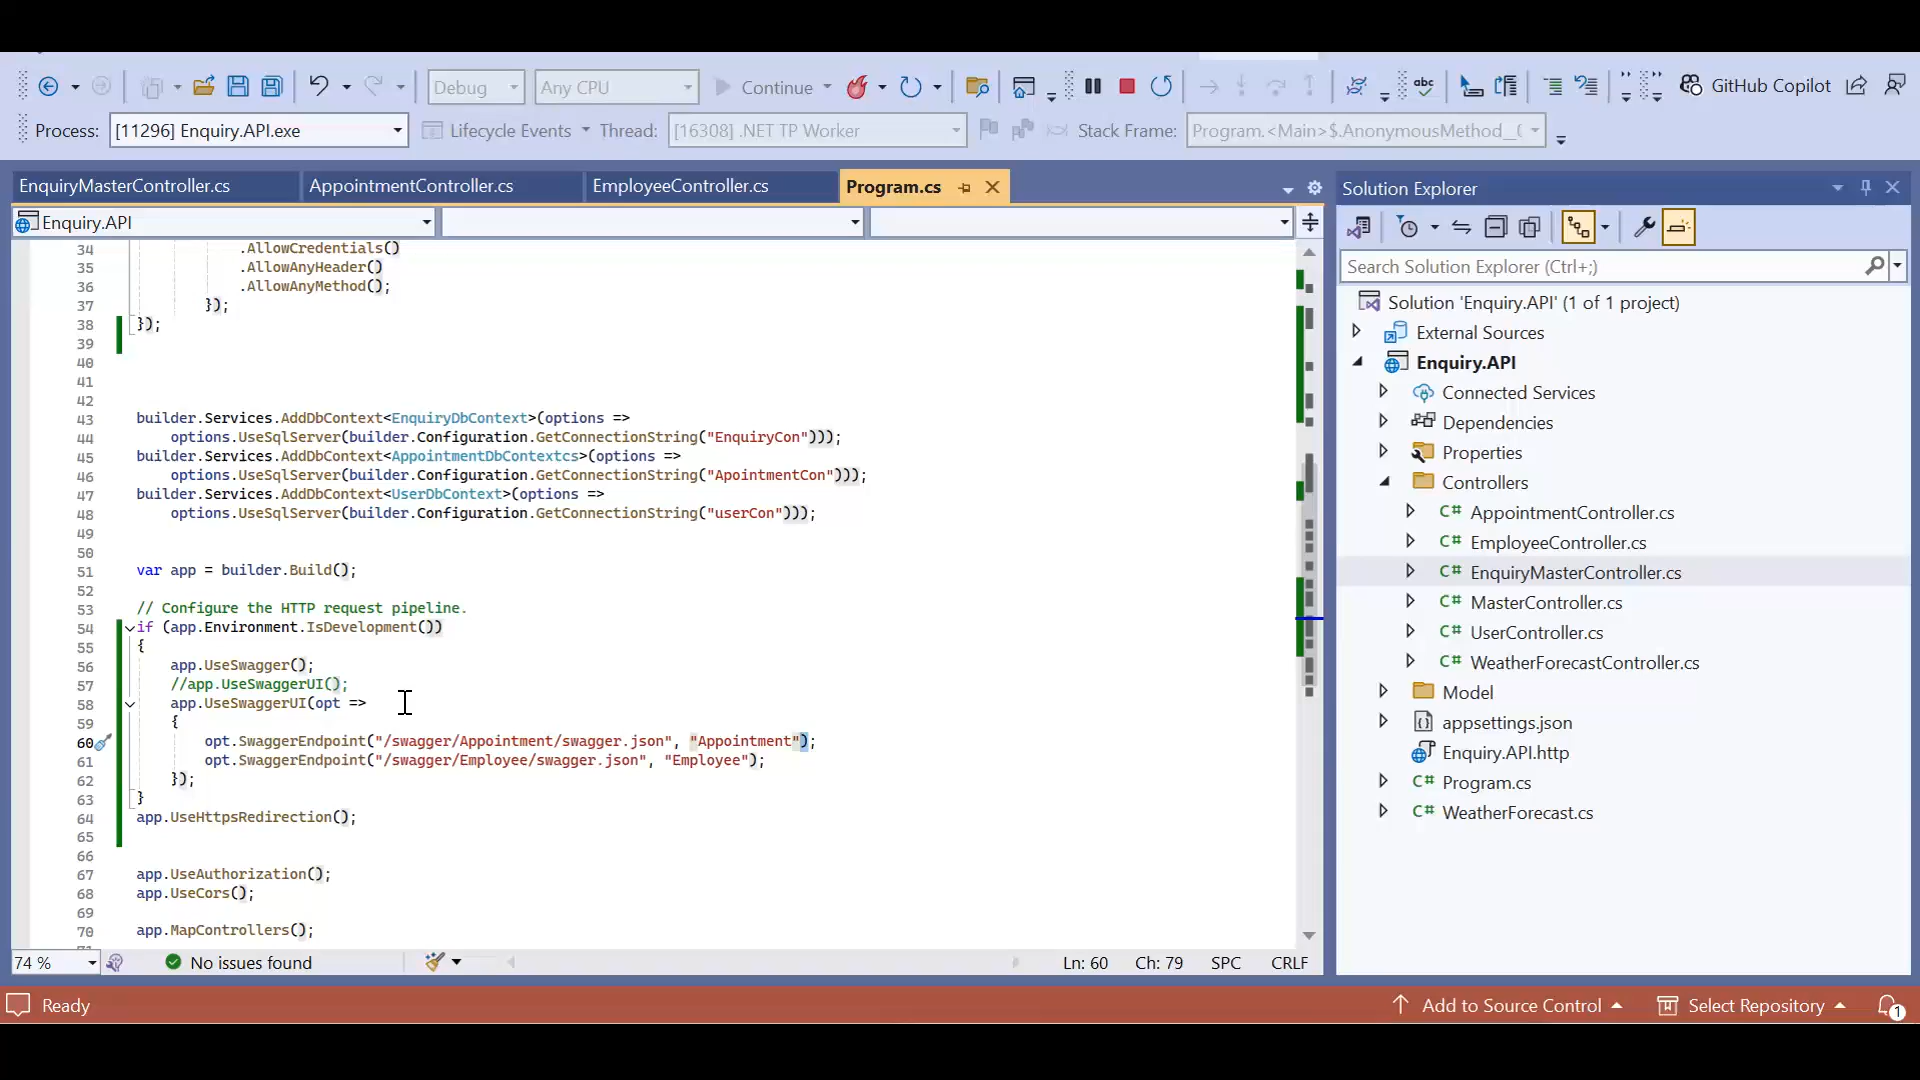 Debug
Any CPU
Continue
GitHub Copilot
Process:
[11296] Enquiry.API.exe
Lifecycle Events
Thread:
[16308] .NET TP Worker
Stack Frame:
EnquiryMasterController.cs
AppointmentController.cs
EmployeeController.cs
Program.cs
Enquiry.API
34 .AllowCredentials()
35 .AllowAnyHeader()
36 .AllowAnyMethod();
37 });
38 });
39
40
41
42
43 builder.Services.AddDbContext<EnquiryDbContext>(options =>
44 options.UseSqlServer(builder.Configuration.GetConnectionString("EnquiryCon")));
45 builder.Services.AddDbContext<AppointmentDbContextcs>(options =>
46 options.UseSqlServer(builder.Configuration.GetConnectionString("ApointmentCon")));
47 builder.Services.AddDbContext<UserDbContext>(options =>
48 options.UseSqlServer(builder.Configuration.GetConnectionString("userCon")));
49
50
51 var app = builder.Build();
52
53 // Configure the HTTP request pipeline.
54 if (app.Environment.IsDevelopment())
55 {
56 app.UseSwagger();
57 //app.UseSwaggerUI();
58 app.UseSwaggerUI(opt =>
59 {
60 opt.SwaggerEndpoint("/swagger/Appointment/swagger.json", "Appointment");
61 opt.SwaggerEndpoint("/swagger/Employee/swagger.json", "Employee");
62 });
63 }
64 app.UseHttpsRedirection();
65
66
67 app.UseAuthorization();
68 app.UseCors();
69
70 app.MapControllers();
74 %
No issues found
Ln: 60
Ch: 79
SPC
CRLF
Solution Explorer
Search Solution Explorer (Ctrl+;)
Solution 'Enquiry.API' (1 of 1 project)
External Sources
Enquiry.API
Connected Services
Dependencies
Properties
Controllers
C# AppointmentController.cs
C# EmployeeController.cs
C# EnquiryMasterController.cs
C# MasterController.cs
C# UserController.cs
C# WeatherForecastController.cs
Model
appsettings.json
Enquiry.API.http
C# Program.cs
C# WeatherForecast.cs
Ready
Add to Source Control
Select Repository
1